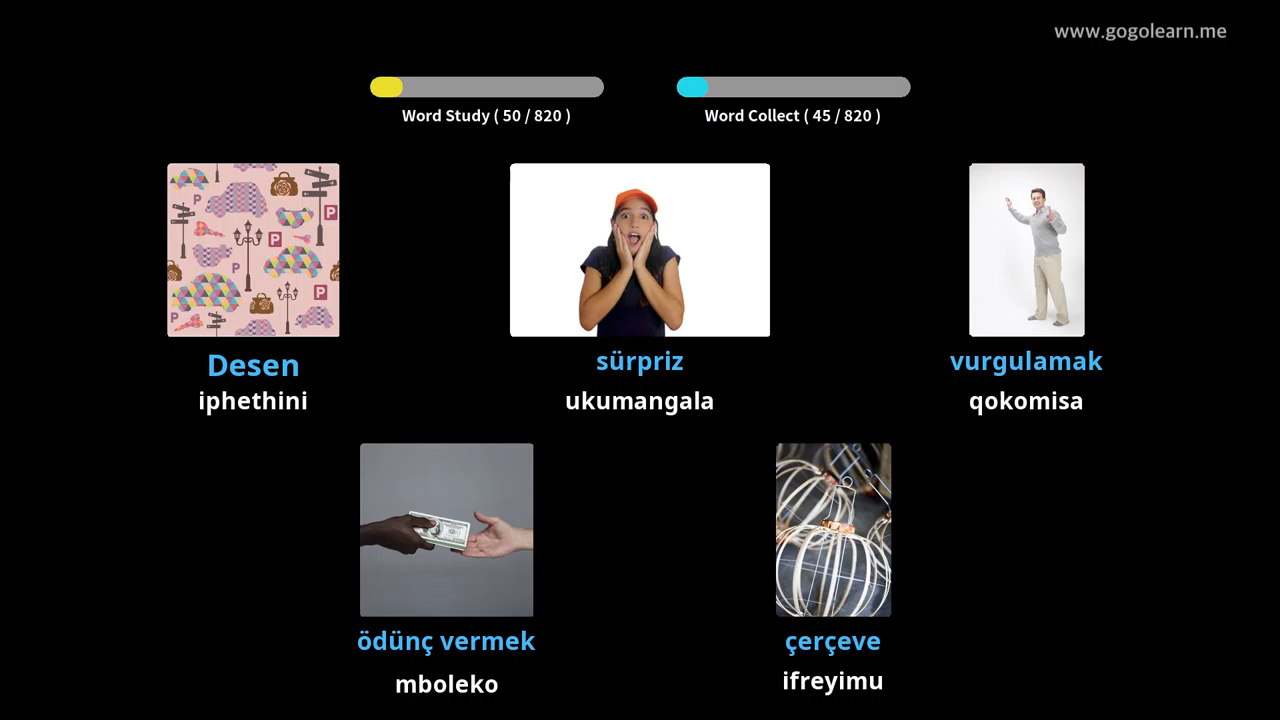 www.gogolearn.me
Word Study ( 50 / 820 )
Word Collect ( 45 / 820 )
P
P
P
P
P
P
Desen
sürpriz
vurgulamak
iphethini
ukumangala
qokomisa
ödünç vermek
çerçeve
mboleko
ifreyimu